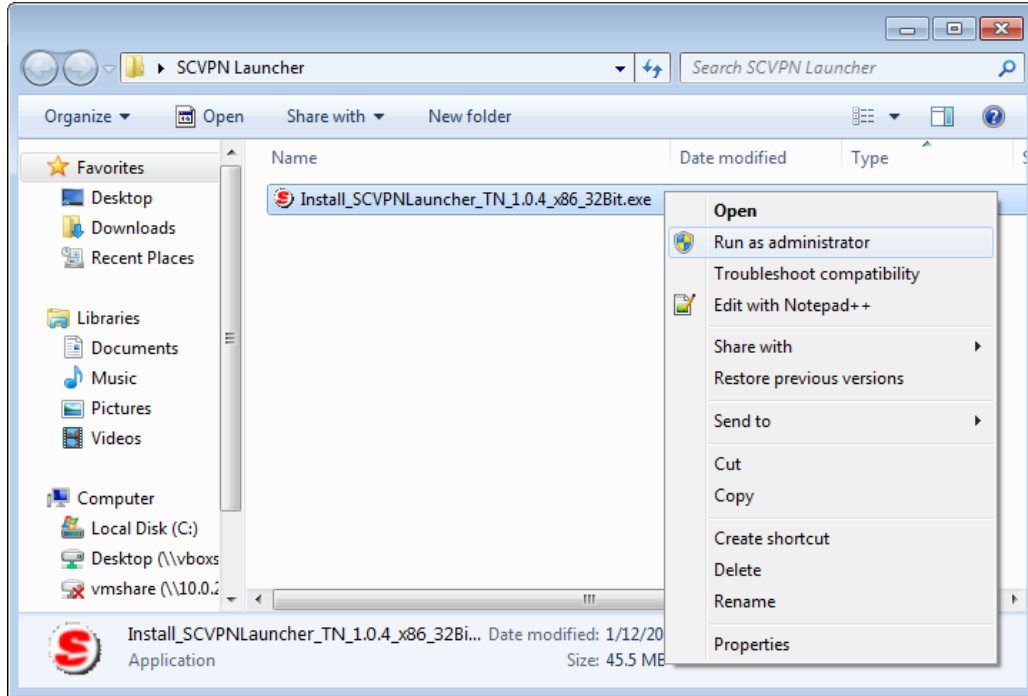 SCVPN Launcher
Search SCVPN Launcher
Organize
Open
Share with
New folder
Name
Date modified
Type
Favorites
Desktop
Downloads
Recent Places
Libraries
Documents
Music
Pictures
Videos
Computer
Local Disk (C:)
Desktop (\\vboxs
vmshare (\\10.0.2
Install_SCVPNLauncher_TN_1.0.4_x86_32Bit.exe
Open
Run as administrator
Troubleshoot compatibility
Edit with Notepad++
Share with
Restore previous versions
Send to
Cut
Copy
Create shortcut
Delete
Rename
Properties
Install_SCVPNLauncher_TN_1.0.4_x86_32Bi... Date modified: 1/12/20
Application Size: 45.5 MB